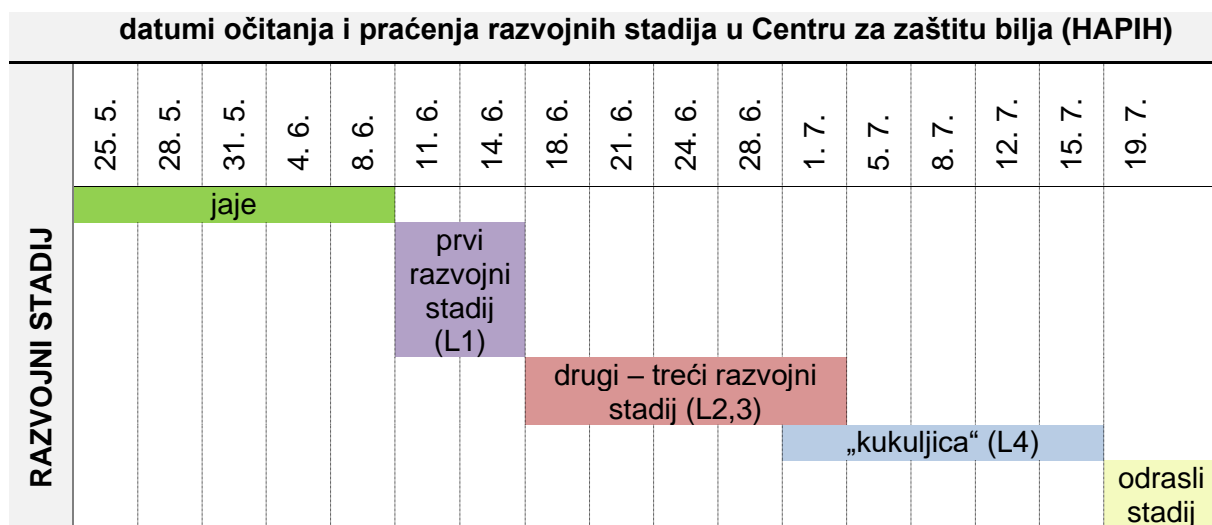 datumi očitanja i praćenja razvojnih stadija u Centru za zaštitu bilja (HAPIH)
RAZVOJNI STADIJ
25. 5.
28. 5.
31. 5.
4. 6.
8. 6.
11. 6.
14. 6.
18. 6.
21. 6.
24. 6.
28. 6.
1. 7.
5. 7.
8. 7.
12. 7.
15. 7.
19. 7.
jaje
prvi
razvojni
stadij
(L1)
drugi – treći razvojni
stadij (L2,3)
„kukuljica“ (L4)
odrasli
stadij